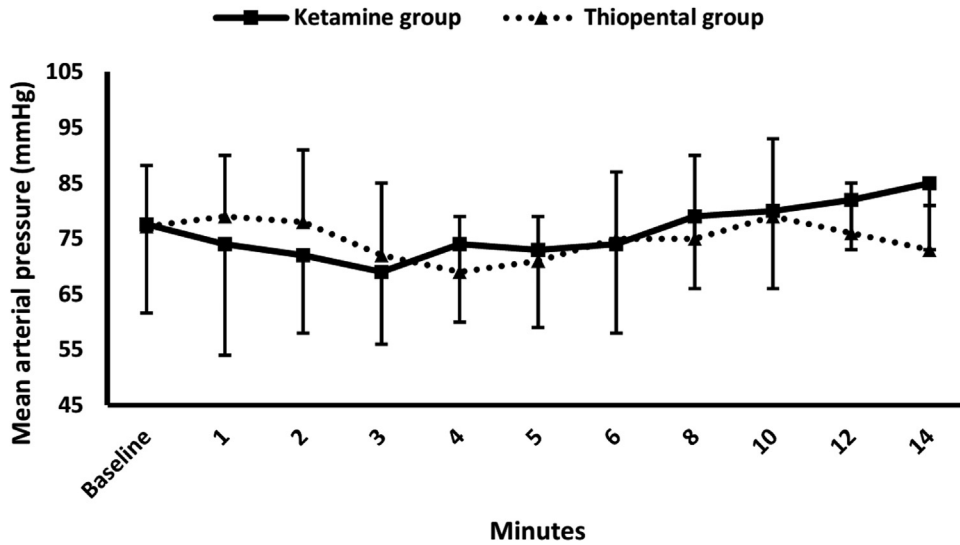 Ketamine group Thiopental group
Mean arterial pressure (mmHg)
105
95
85
75
65
55
45
Baseline 1 2 3 4 5 6 8 10 12 14
Minutes